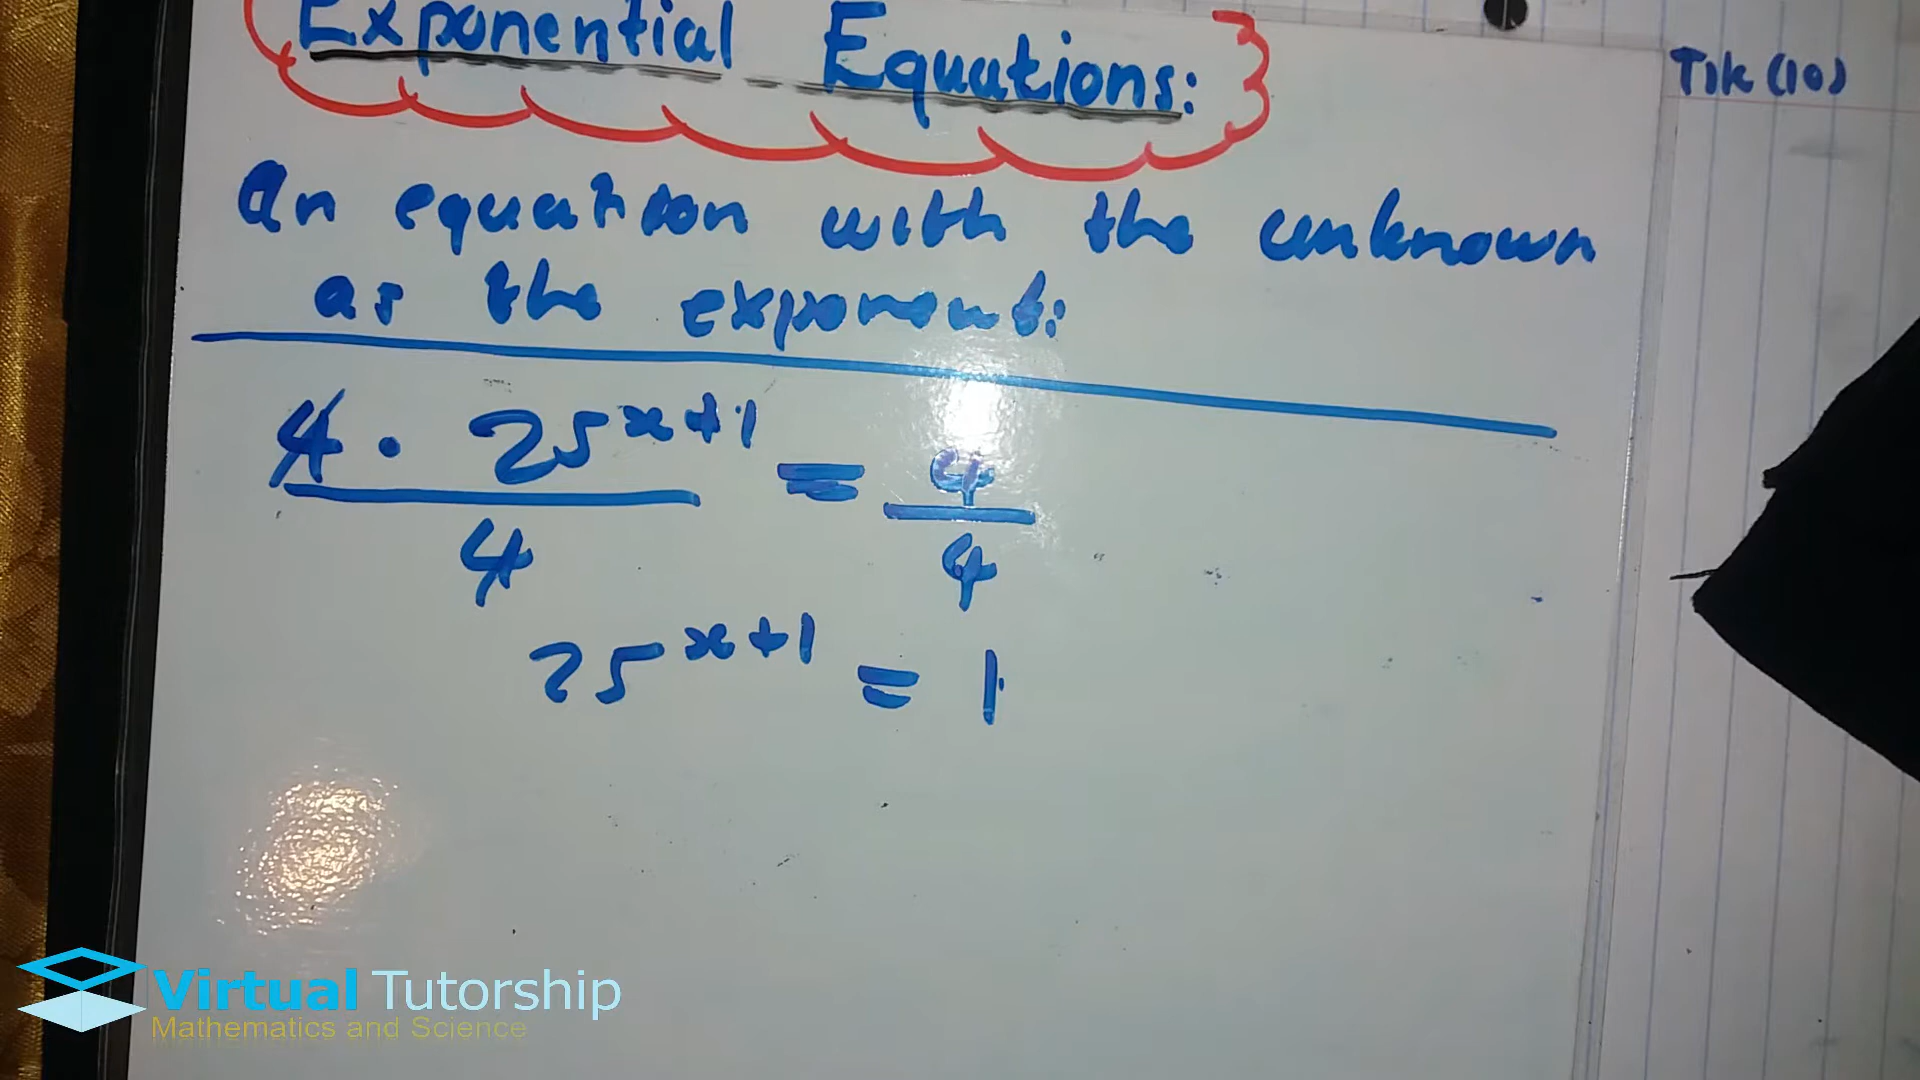 Exponential Equations:
Tik (10)
An equation with the unknown
as the exponent:
4 · 25^{x+1} / 4 = 4 / 4
25^{x+1} = 1
Virtual Tutorship
Mathematics and Science